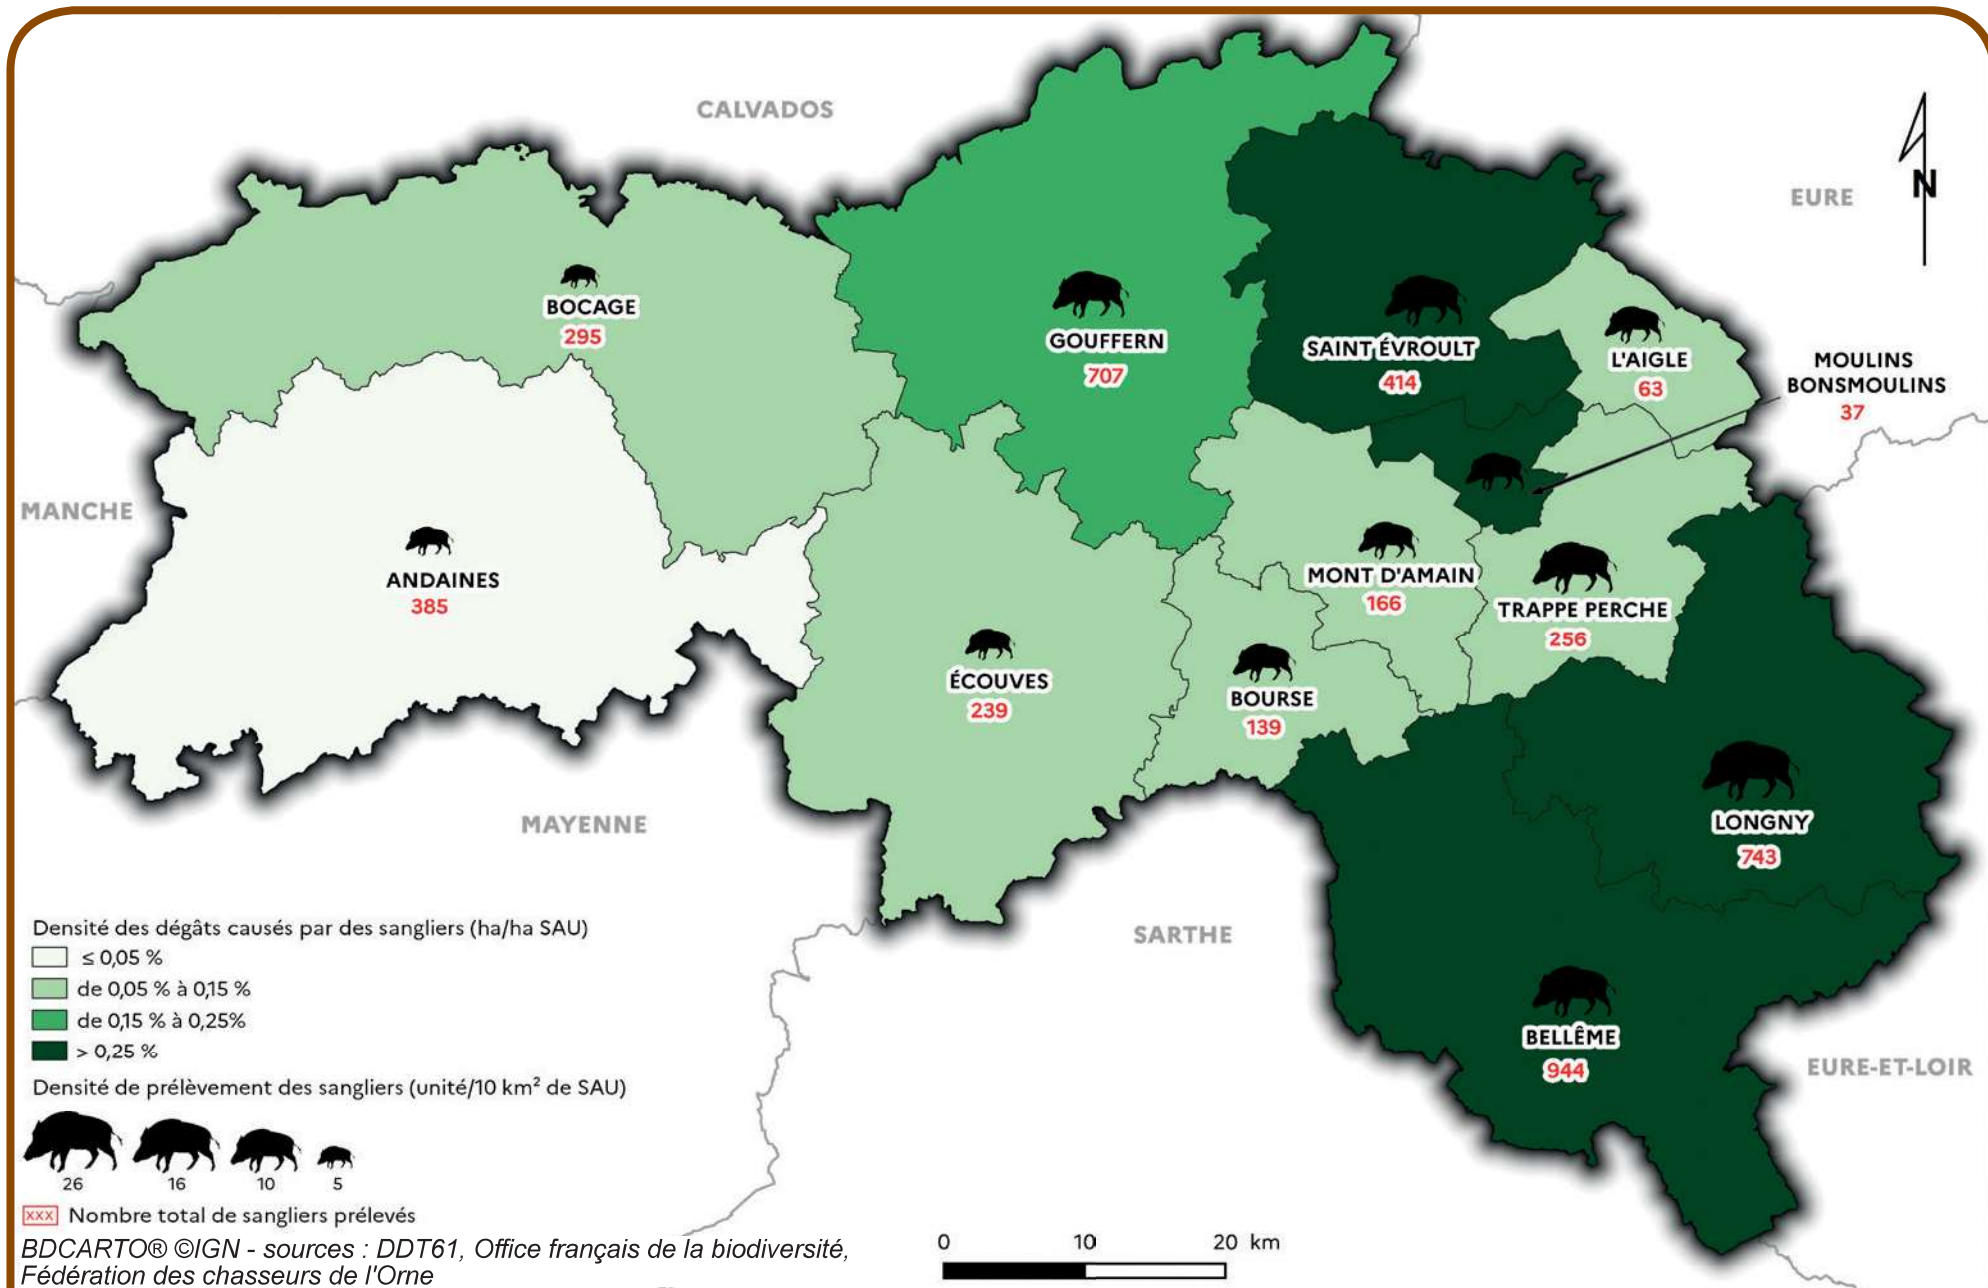 CALVADOS
EURE
N
BOCAGE
295
GOUFFERN
707
SAINT ÉVROULT
414
L'AIGLE
63
MOULINS
BONSMOULINS
37
MANCHE
ANDAINES
385
MONT D'AMAIN
166
TRAPPE PERCHE
256
ÉCOUVES
239
BOURSE
139
LONGNY
743
MAYENNE
SARTHE
BELLÊME
944
EURE-ET-LOIR
Densité des dégâts causés par des sangliers (ha/ha SAU)
≤ 0,05 %
de 0,05 % à 0,15 %
de 0,15 % à 0,25%
> 0,25 %
Densité de prélèvement des sangliers (unité/10 km² de SAU)
26 16 10 5
xxx Nombre total de sangliers prélevés
BDCARTO® ©IGN - sources : DDT61, Office français de la biodiversité,
Fédération des chasseurs de l'Orne
0 10 20 km